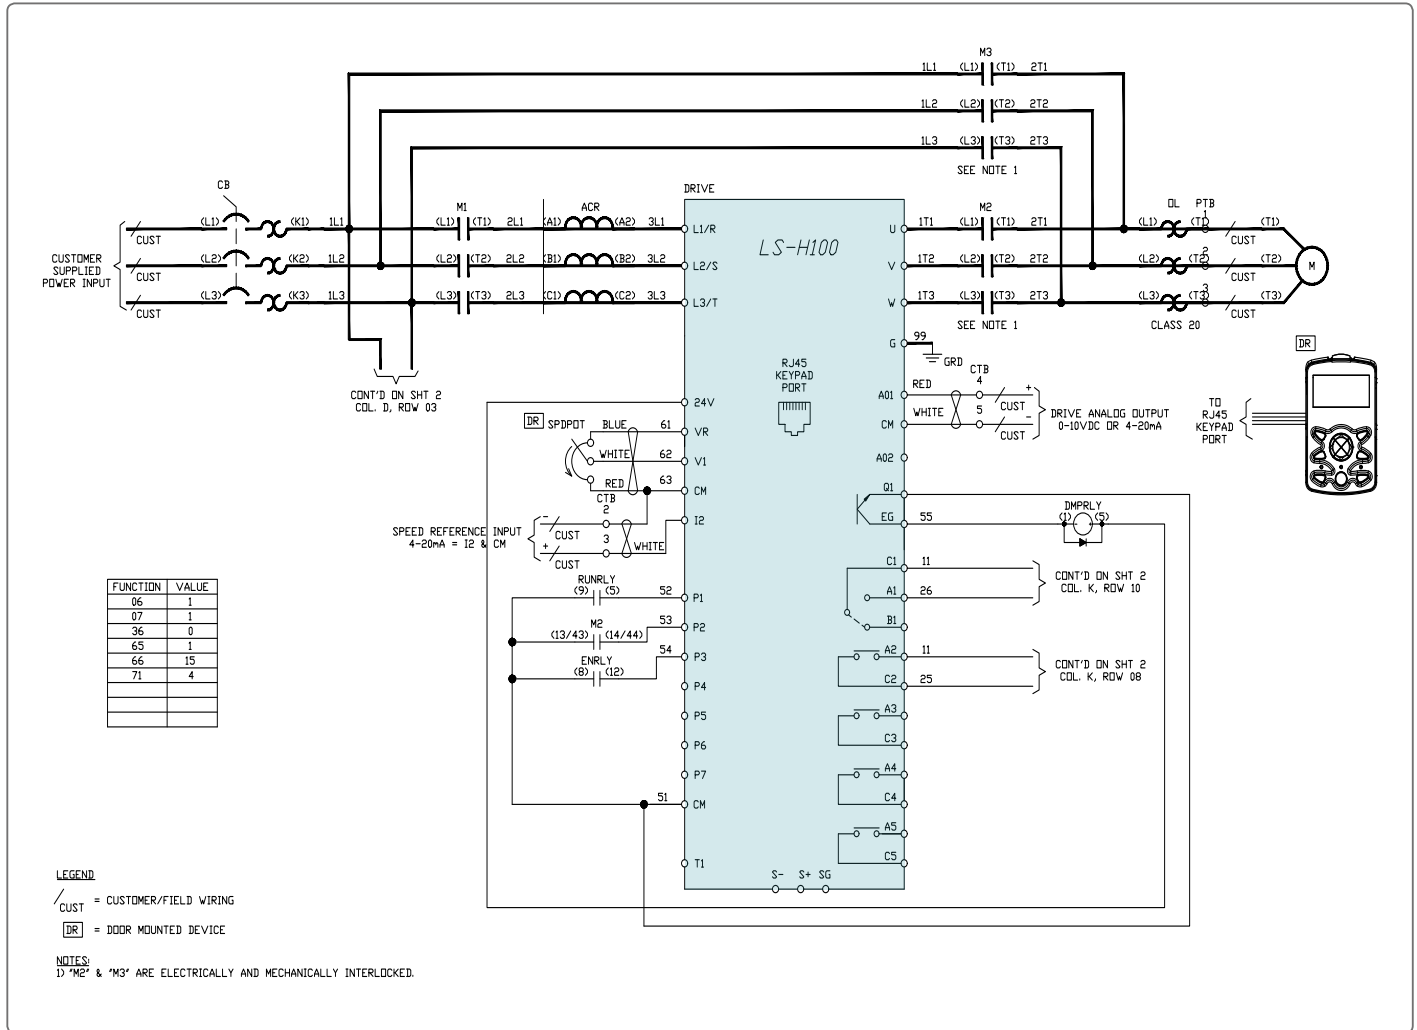 M3
1L1 (L1) (T1) 2T1
1L2 (L2) (T2) 2T2
1L3 (L3) (T3) 2T3
SEE NOTE 1
CB
DRIVE
M1
ACR
M2
OL PTB
1
(L1) (K1) 1L1 (L1) (T1) 2L1 (A1) (A2) 3L1 L1/R
LS-H100
U 1T1 (L1) (T1) 2T1 (L1) (T1) (T1)
CUST
CUST
CUSTOMER
SUPPLIED
POWER INPUT
2
(L2) (K2) 1L2 (L2) (T2) 2L2 (B1) (B2) 3L2 L2/S
V 1T2 (L2) (T2) 2T2 (L2) (T2) (T2)
M
CUST
CUST
3
(L3) (K3) 1L3 (L3) (T3) 2L3 (C1) (C2) 3L3 L3/T
W 1T3 (L3) (T3) 2T3 (L3) (T3) (T3)
CUST
CUST
SEE NOTE 1
CLASS 20
G 99
GRD
DR
CONT'D ON SHT 2
COL. D, ROW 03
RJ45
KEYPAD
PORT
CTB
A01 RED 4 +
CUST
CM WHITE 5 -
CUST
DRIVE ANALOG OUTPUT
0-10VDC OR 4-20mA
TO
RJ45
KEYPAD
PORT
A02
24V
DR SPDPOT BLUE 61 VR
WHITE 62 V1
RED 63 CM
CTB
2
-
CUST
I2
SPEED REFERENCE INPUT
4-20mA = I2 & CM
3
+
WHITE
CUST
Q1
EG 55
DMPRLY
(1) (5)
C1 11
A1 26
B1
CONT'D ON SHT 2
COL. K, ROW 10
A2 11
C2 25
CONT'D ON SHT 2
COL. K, ROW 08
A3
C3
A4
C4
A5
C5
RUNRLY
(9) (5) 52 P1
M2
(13/43) (14/44) 53 P2
ENRLY
(8) (12) 54 P3
P4
P5
P6
P7
51 CM
T1
S- S+ SG
FUNCTION VALUE
06 1
07 1
36 0
65 1
66 15
71 4
LEGEND
CUST = CUSTOMER/FIELD WIRING
DR = DOOR MOUNTED DEVICE
NOTES:
1) "M2" & "M3" ARE ELECTRICALLY AND MECHANICALLY INTERLOCKED.